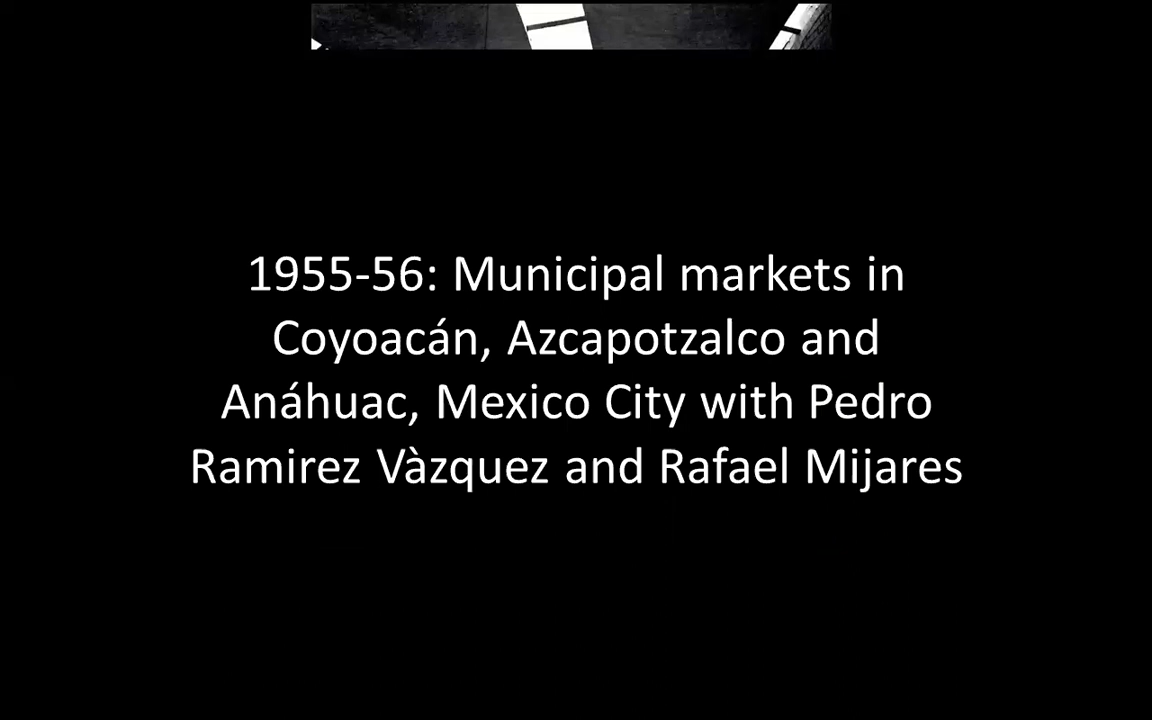 1955-56: Municipal markets in
Coyoacán, Azcapotzalco and
Anáhuac, Mexico City with Pedro
Ramirez Vàzquez and Rafael Mijares